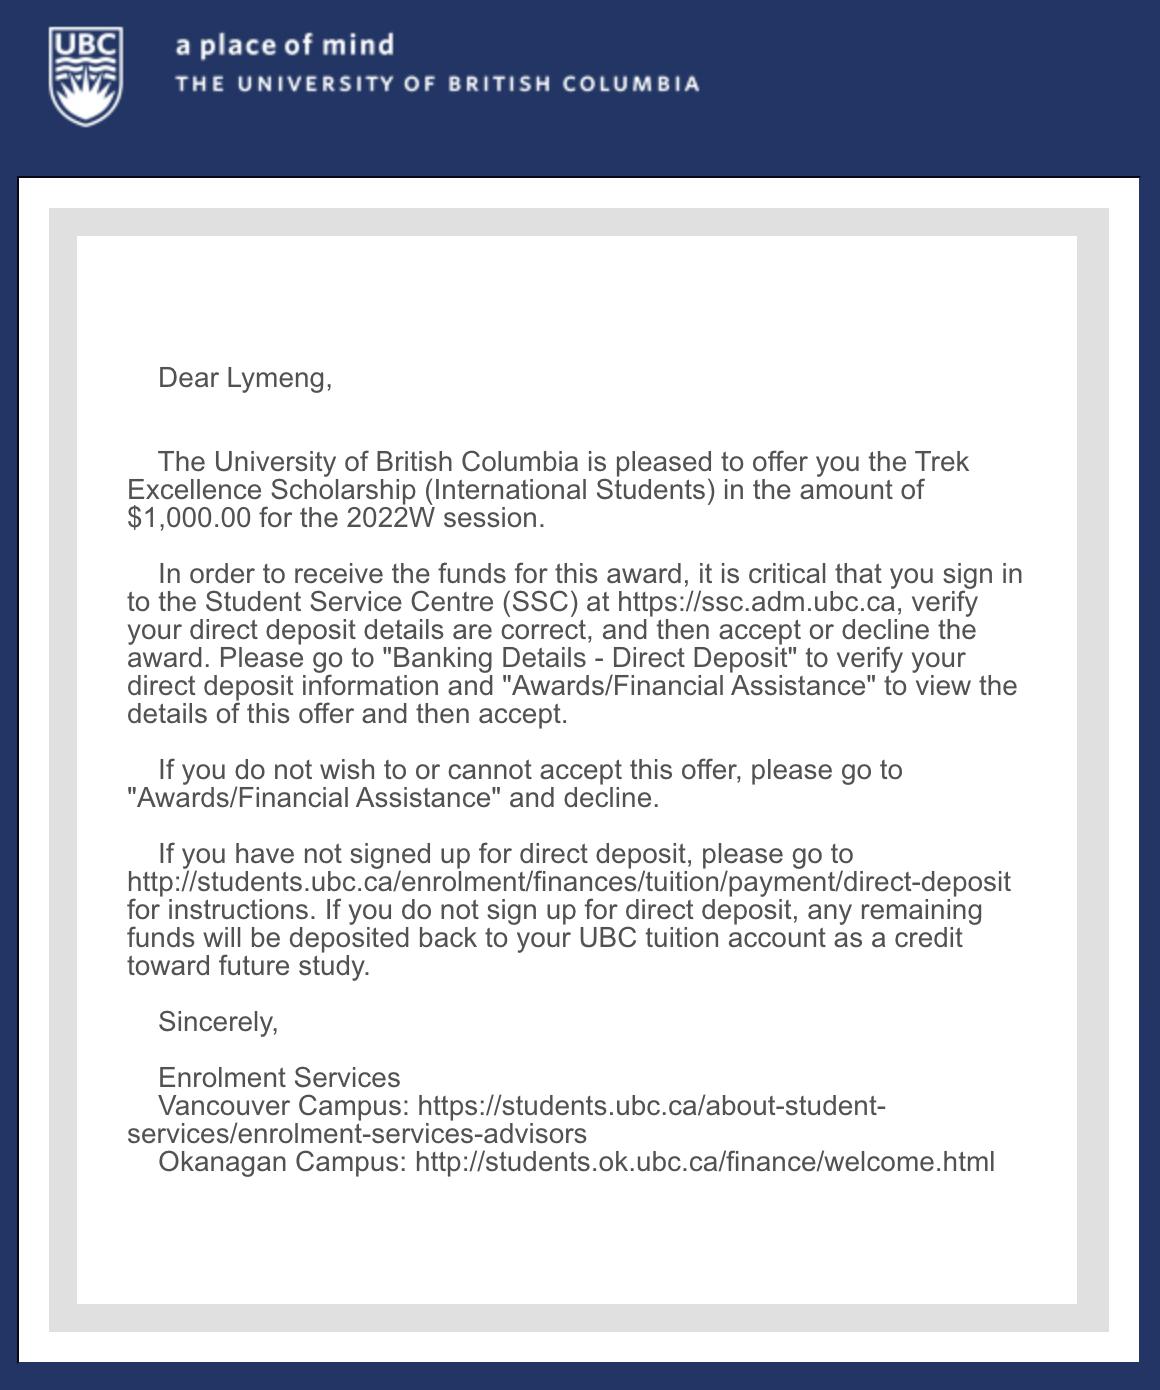 UBC
a place of mind
THE UNIVERSITY OF BRITISH COLUMBIA
Dear Lymeng,
The University of British Columbia is pleased to offer you the Trek
Excellence Scholarship (International Students) in the amount of
$1,000.00 for the 2022W session.
In order to receive the funds for this award, it is critical that you sign in
to the Student Service Centre (SSC) at https://ssc.adm.ubc.ca, verify
your direct deposit details are correct, and then accept or decline the
award. Please go to "Banking Details - Direct Deposit" to verify your
direct deposit information and "Awards/Financial Assistance" to view the
details of this offer and then accept.
If you do not wish to or cannot accept this offer, please go to
"Awards/Financial Assistance" and decline.
If you have not signed up for direct deposit, please go to
http://students.ubc.ca/enrolment/finances/tuition/payment/direct-deposit
for instructions. If you do not sign up for direct deposit, any remaining
funds will be deposited back to your UBC tuition account as a credit
toward future study.
Sincerely,
Enrolment Services
Vancouver Campus: https://students.ubc.ca/about-student-
services/enrolment-services-advisors
Okanagan Campus: http://students.ok.ubc.ca/finance/welcome.html